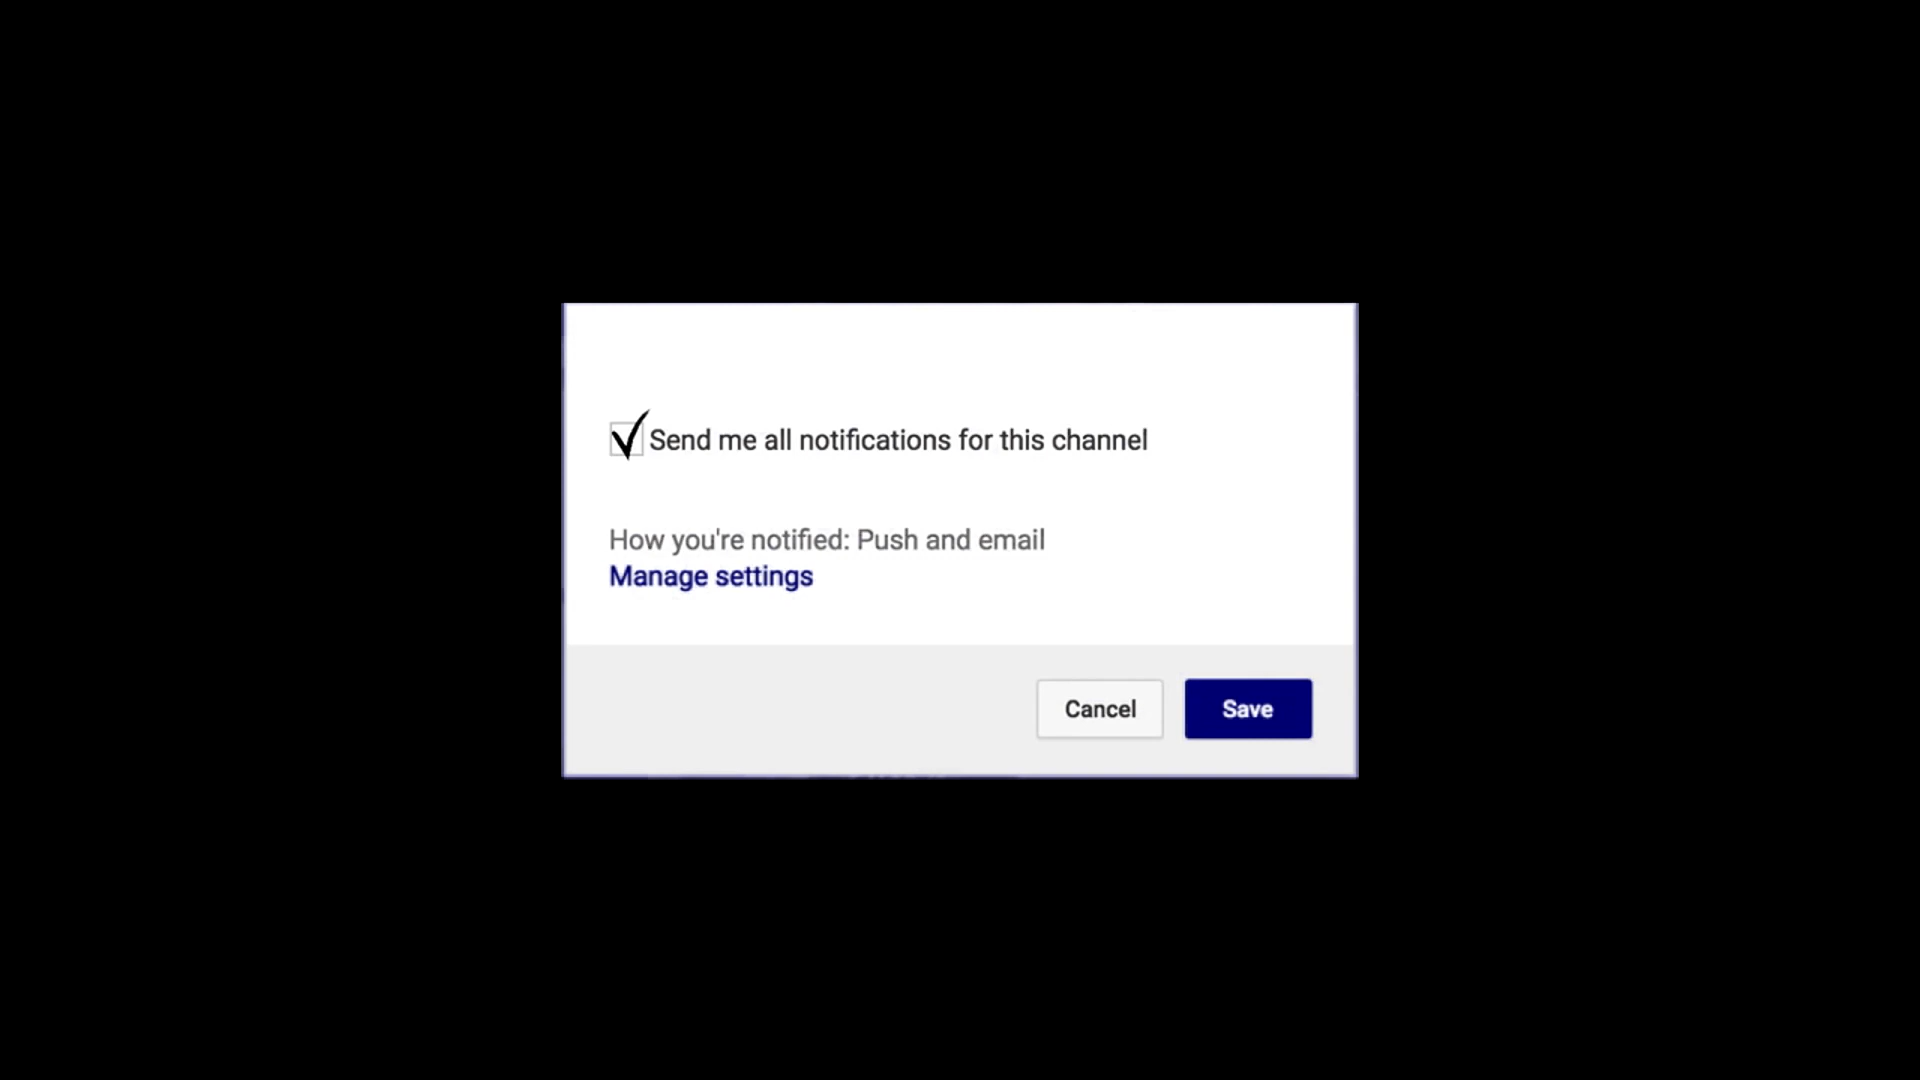 Send me all notifications for this channel
How you're notified: Push and email
Manage settings
Cancel Save